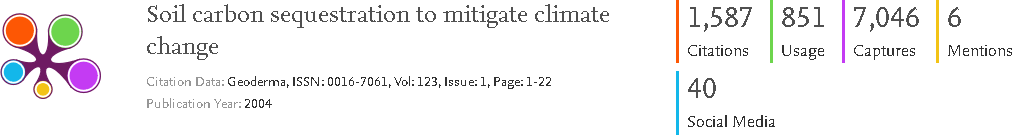 Soil carbon sequestration to mitigate climate
change
Citation Data: Geoderma, ISSN: 0016-7061, Vol: 123, Issue: 1, Page: 1-22
Publication Year: 2004
1,587
Citations
851
Usage
7,046
Captures
6
Mentions
40
Social Media